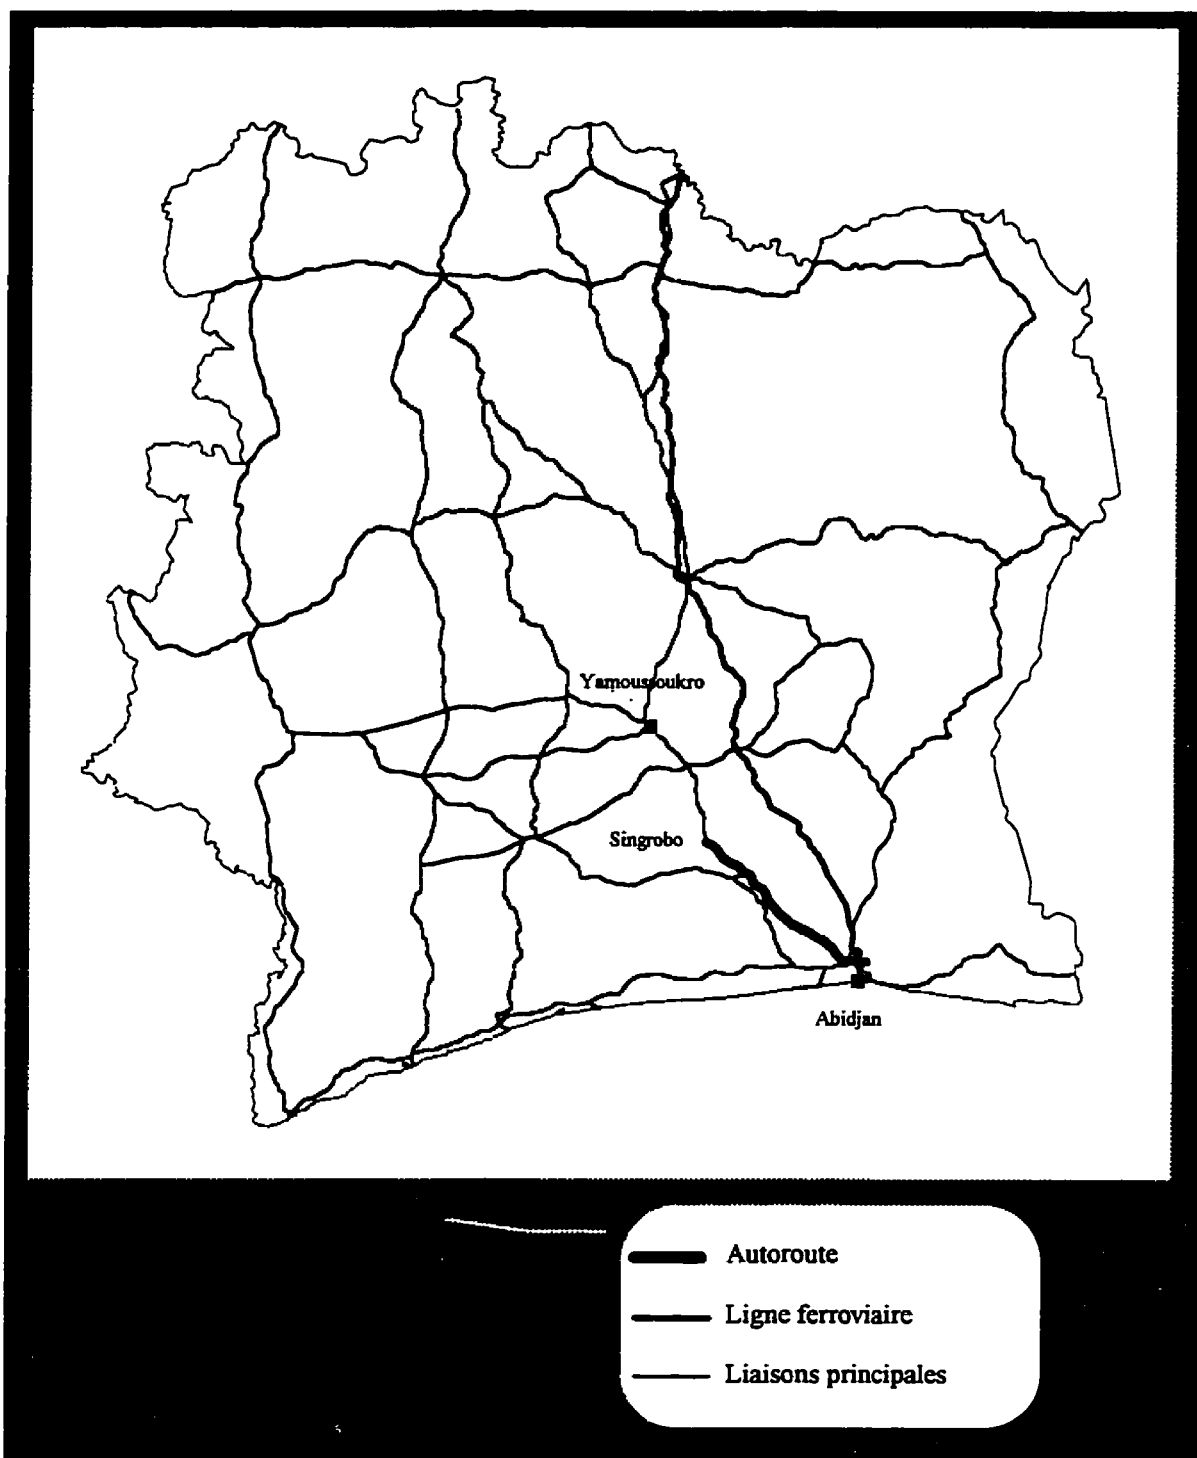 Yamoussoukro
Singrobo
Abidjan
Autoroute
Ligne ferroviaire
Liaisons principales